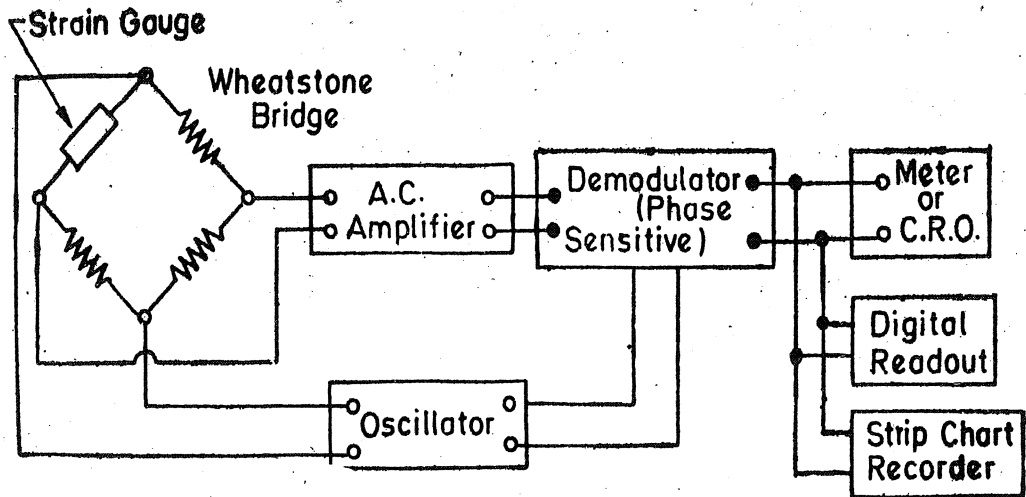 Strain Gauge
Wheatstone
Bridge
A.C.
Amplifier
Demodulator
(Phase
Sensitive)
Meter
or
C.R.O.
Digital
Readout
Oscillator
Strip Chart
Recorder